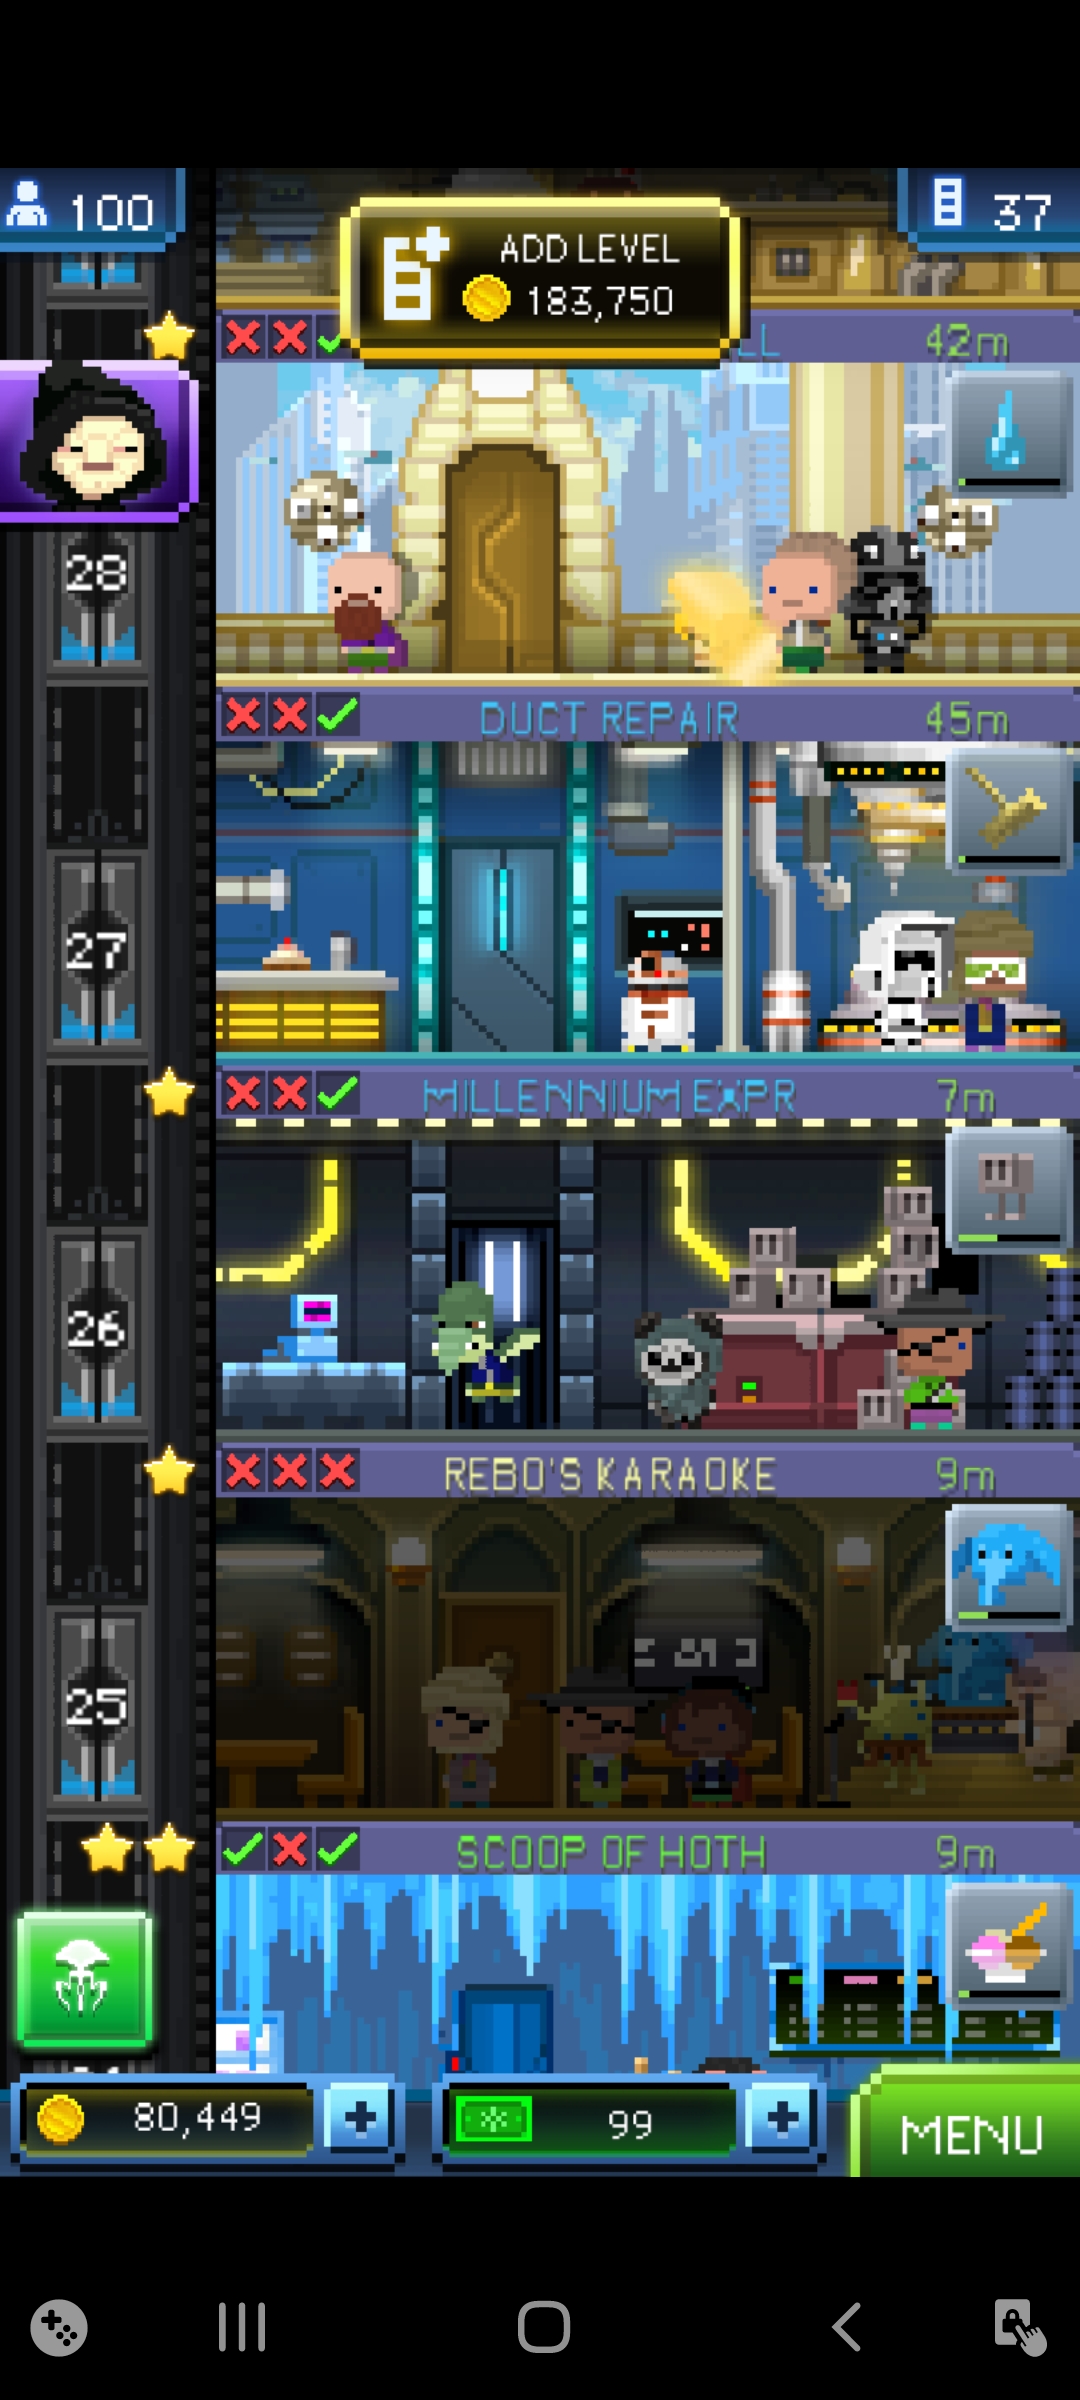 100
37
ADD LEVEL
183,750
LL 42m
28
DUCT REPAIR 45m
27
MILLENNIUM EXPR 7m
26
REBO'S KARAOKE 9m
25
SCOOP OF HOTH 9m
80,449
99
MENU